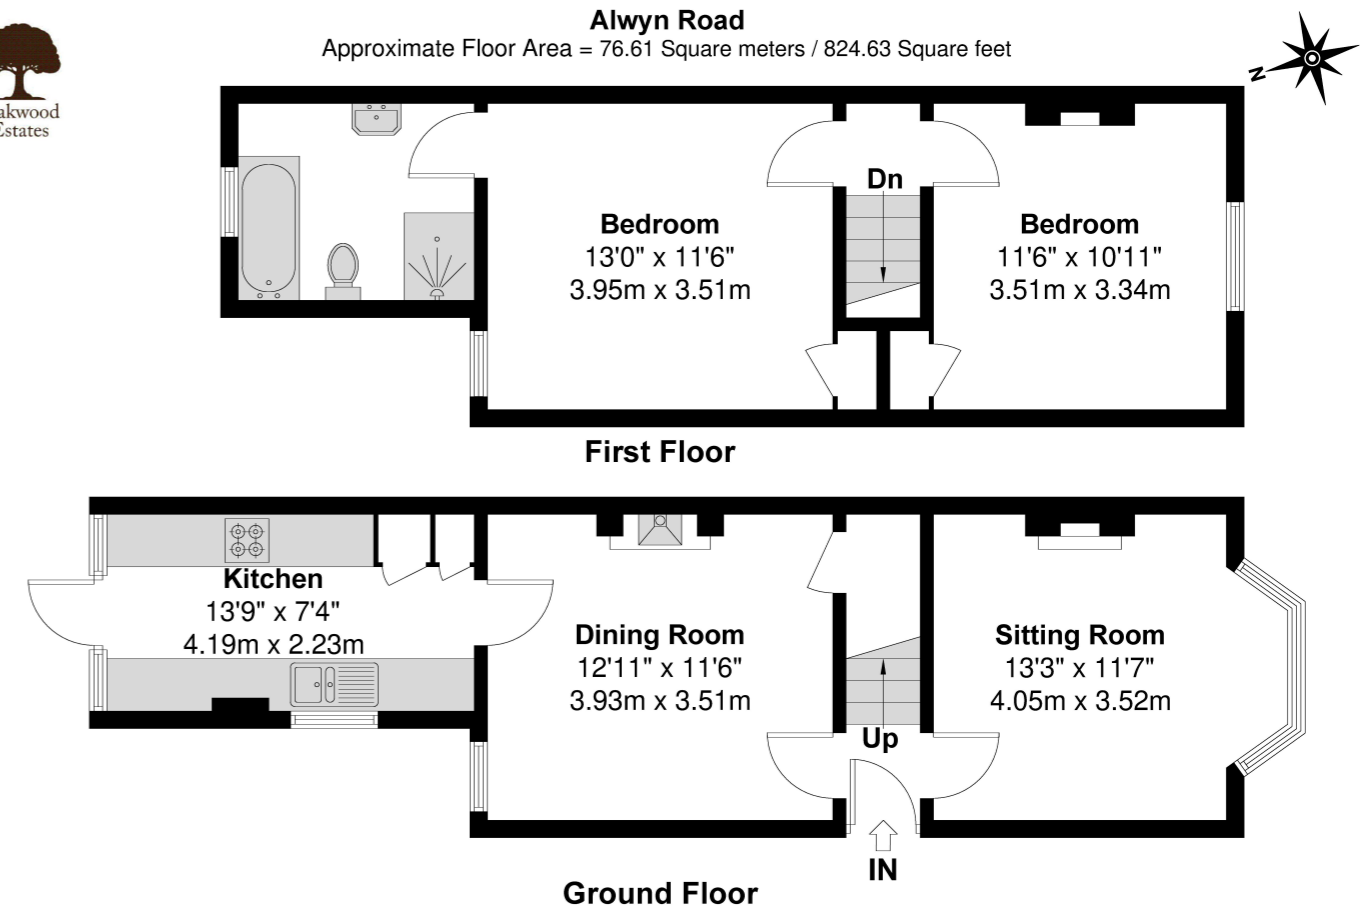 Alwyn Road
Approximate Floor Area = 76.61 Square meters / 824.63 Square feet
N
akwood
Estates
Dn
Bedroom
13'0" x 11'6"
3.95m x 3.51m
Bedroom
11'6" x 10'11"
3.51m x 3.34m
First Floor
Kitchen
13'9" x 7'4"
4.19m x 2.23m
Dining Room
12'11" x 11'6"
3.93m x 3.51m
Sitting Room
13'3" x 11'7"
4.05m x 3.52m
Up
IN
Ground Floor